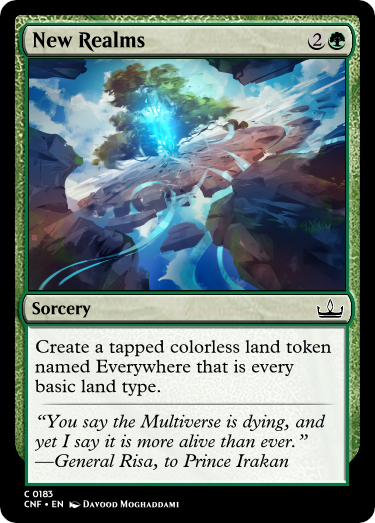 New Realms 2
Sorcery
Create a tapped colorless land token
named Everywhere that is every
basic land type.
“You say the Multiverse is dying, and
yet I say it is more alive than ever.”
—General Risa, to Prince Irakan
C 0183
CNF • EN Davood Moghaddami